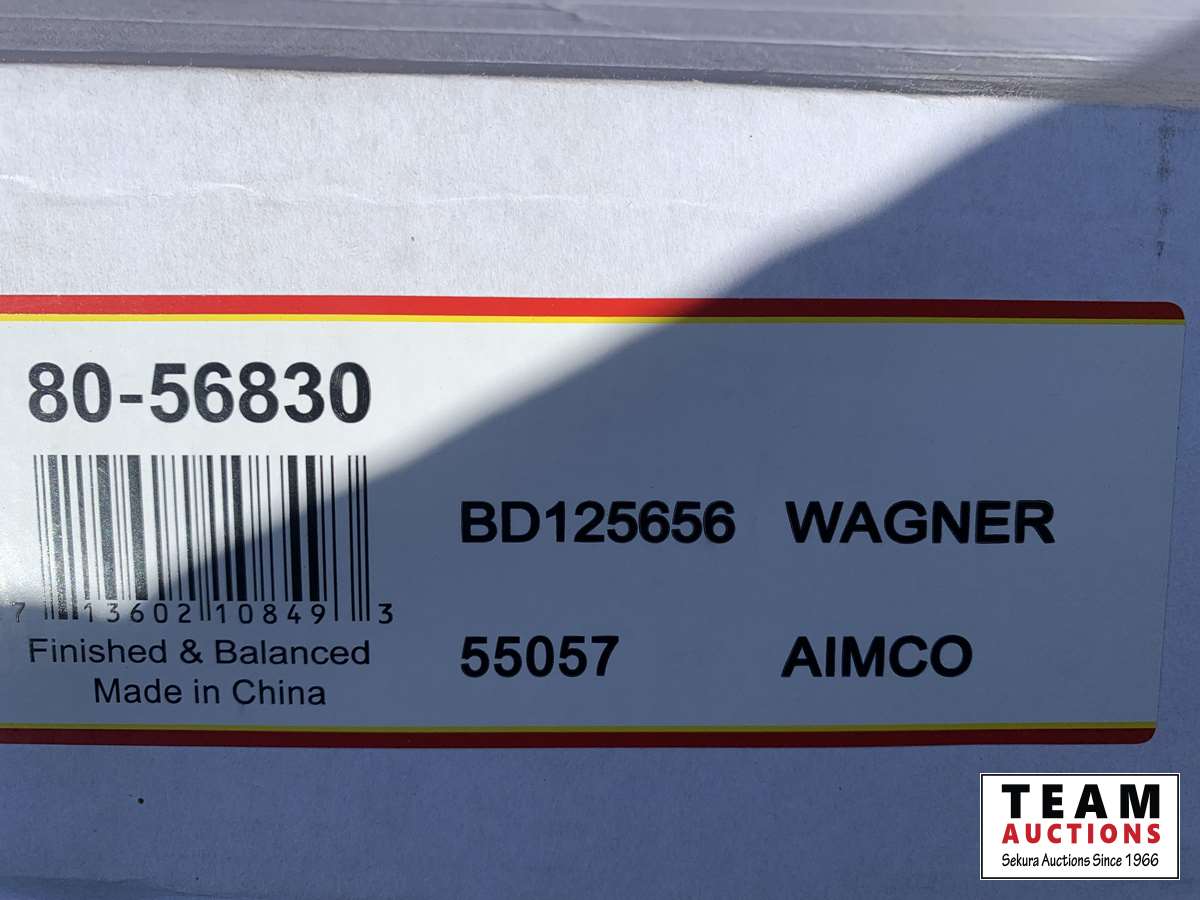 80-56830
BD125656 WAGNER
7 13602 10849 3
Finished & Balanced
55057 AIMCO
Made in China
TEAM
AUCTIONS
Sekura Auctions Since 1966